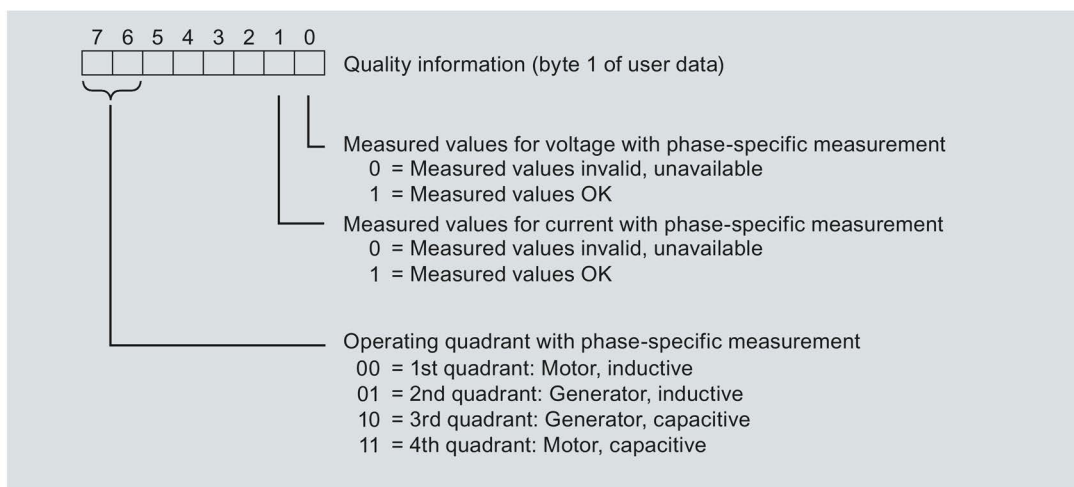 7 6 5 4 3 2 1 0
Quality information (byte 1 of user data)
Measured values for voltage with phase-specific measurement
0 = Measured values invalid, unavailable
1 = Measured values OK
Measured values for current with phase-specific measurement
0 = Measured values invalid, unavailable
1 = Measured values OK
Operating quadrant with phase-specific measurement
00 = 1st quadrant: Motor, inductive
01 = 2nd quadrant: Generator, inductive
10 = 3rd quadrant: Generator, capacitive
11 = 4th quadrant: Motor, capacitive